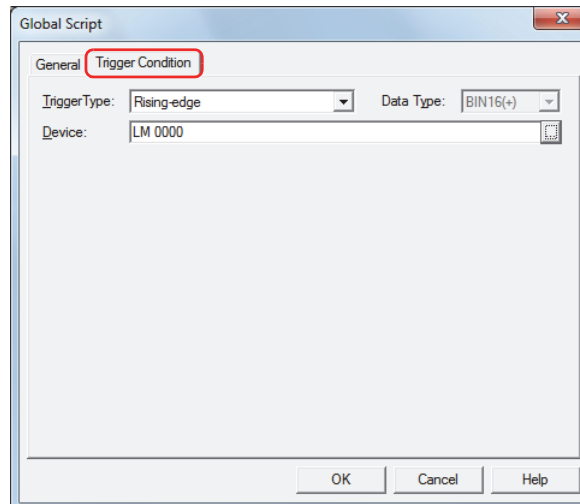 Global Script
General Trigger Condition
TriggerType: Rising-edge Data Type: BIN16(+)
Device: LM 0000
OK Cancel Help